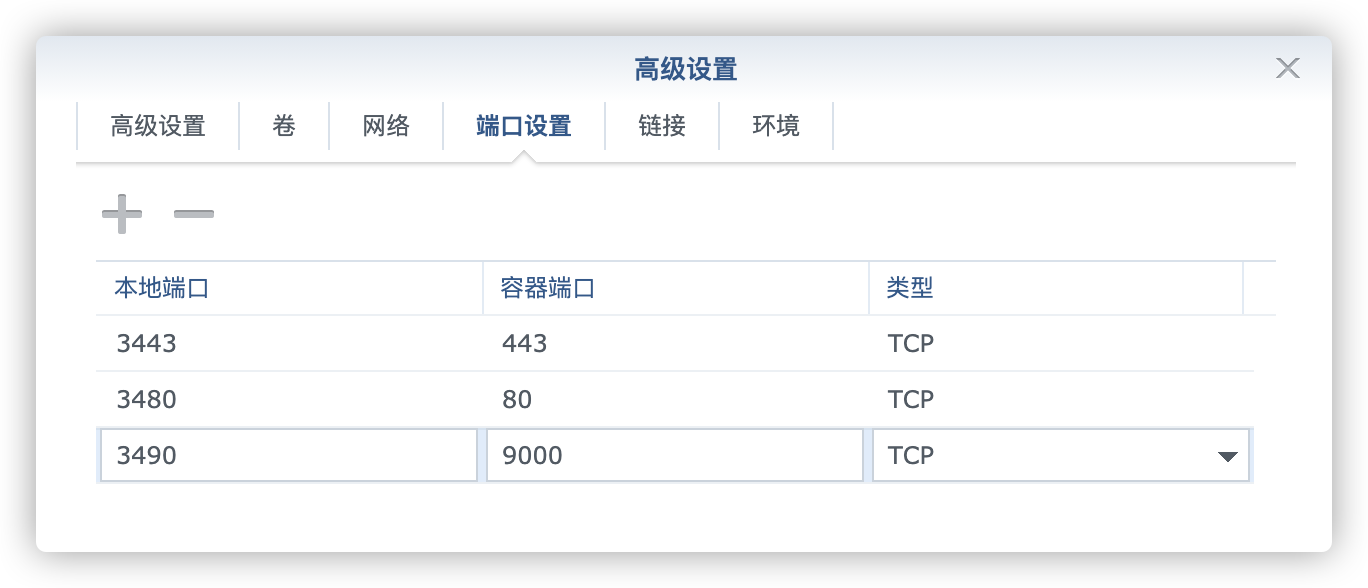 高级设置
高级设置 卷 网络 端口设置 链接 环境
本地端口 容器端口 类型
3443 443 TCP
3480 80 TCP
3490 9000 TCP